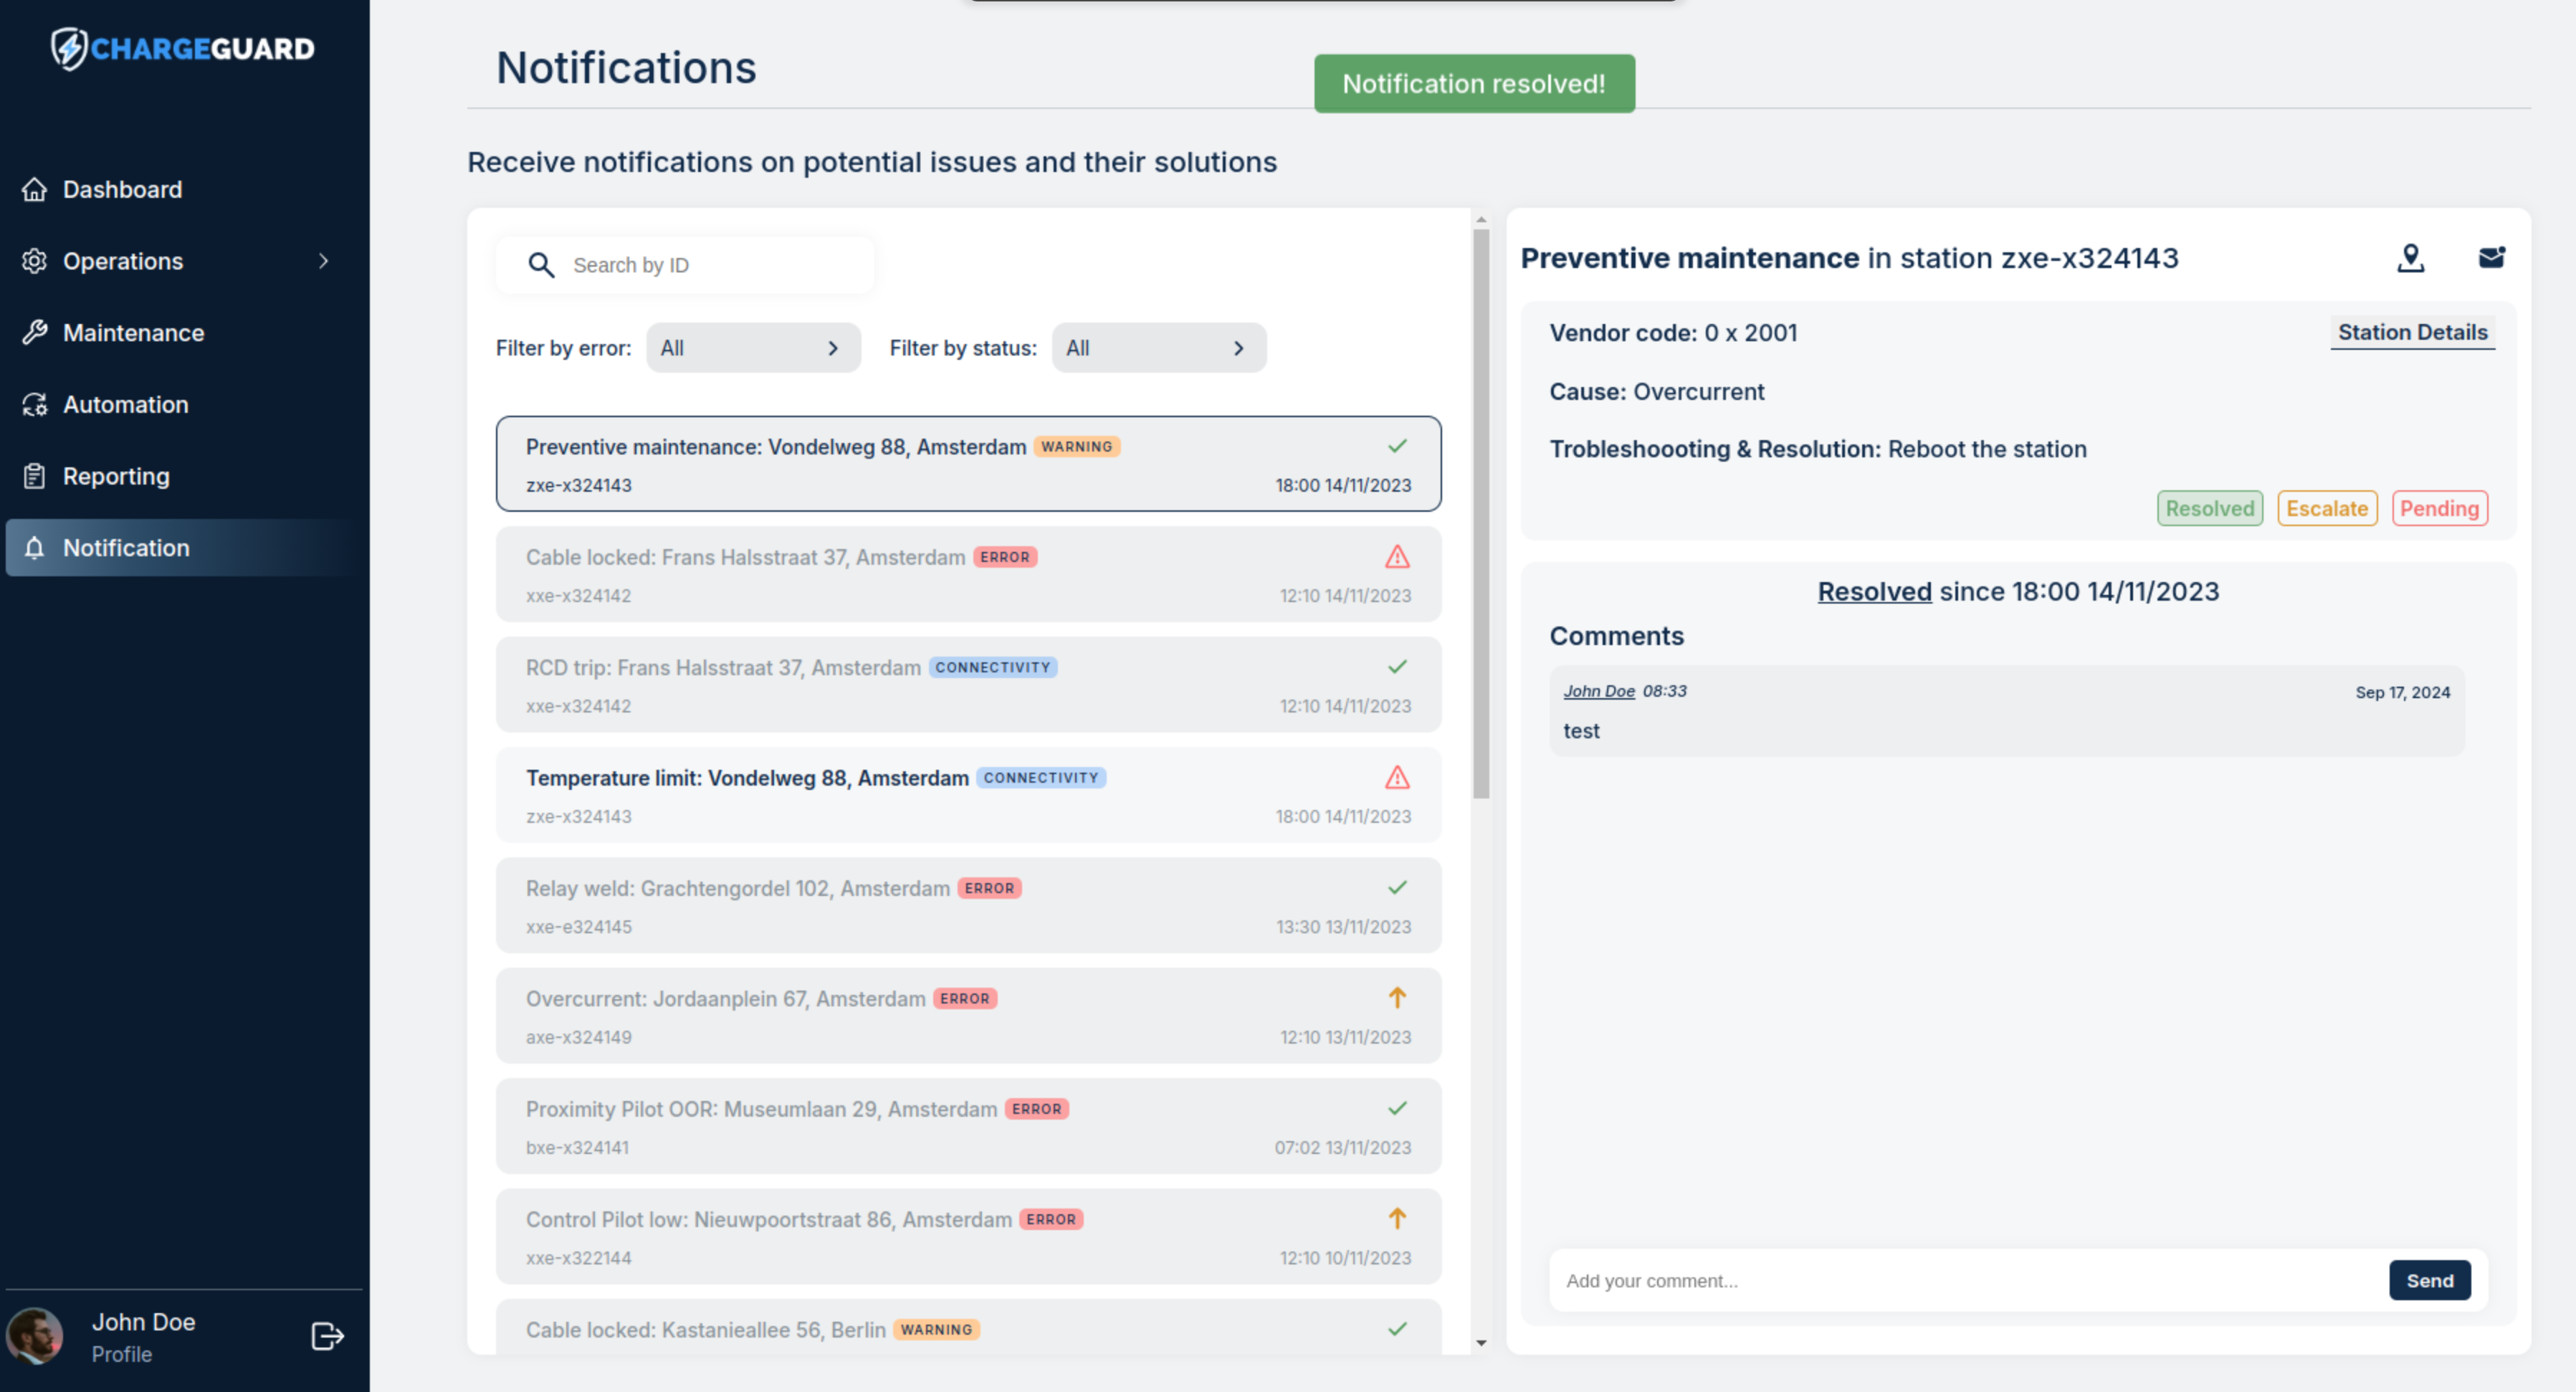 CHARGEGUARD
Dashboard
Operations
Maintenance
Automation
Reporting
Notification
John Doe
Profile
Notifications
Notification resolved!
Receive notifications on potential issues and their solutions
Search by ID
Filter by error: All Filter by status: All
Preventive maintenance: Vondelweg 88, Amsterdam WARNING
zxe-x324143 18:00 14/11/2023
Cable locked: Frans Halsstraat 37, Amsterdam ERROR
xxe-x324142 12:10 14/11/2023
RCD trip: Frans Halsstraat 37, Amsterdam CONNECTIVITY
xxe-x324142 12:10 14/11/2023
Temperature limit: Vondelweg 88, Amsterdam CONNECTIVITY
zxe-x324143 18:00 14/11/2023
Relay weld: Grachtengordel 102, Amsterdam ERROR
xxe-e324145 13:30 13/11/2023
Overcurrent: Jordaanplein 67, Amsterdam ERROR
axe-x324149 12:10 13/11/2023
Proximity Pilot OOR: Museumlaan 29, Amsterdam ERROR
bxe-x324141 07:02 13/11/2023
Control Pilot low: Nieuwpoortstraat 86, Amsterdam ERROR
xxe-x322144 12:10 10/11/2023
Cable locked: Kastanieallee 56, Berlin WARNING
Preventive maintenance in station zxe-x324143
Vendor code: 0 x 2001 Station Details
Cause: Overcurrent
Trobleshoooting & Resolution: Reboot the station
Resolved Escalate Pending
Resolved since 18:00 14/11/2023
Comments
John Doe 08:33 Sep 17, 2024
test
Add your comment... Send